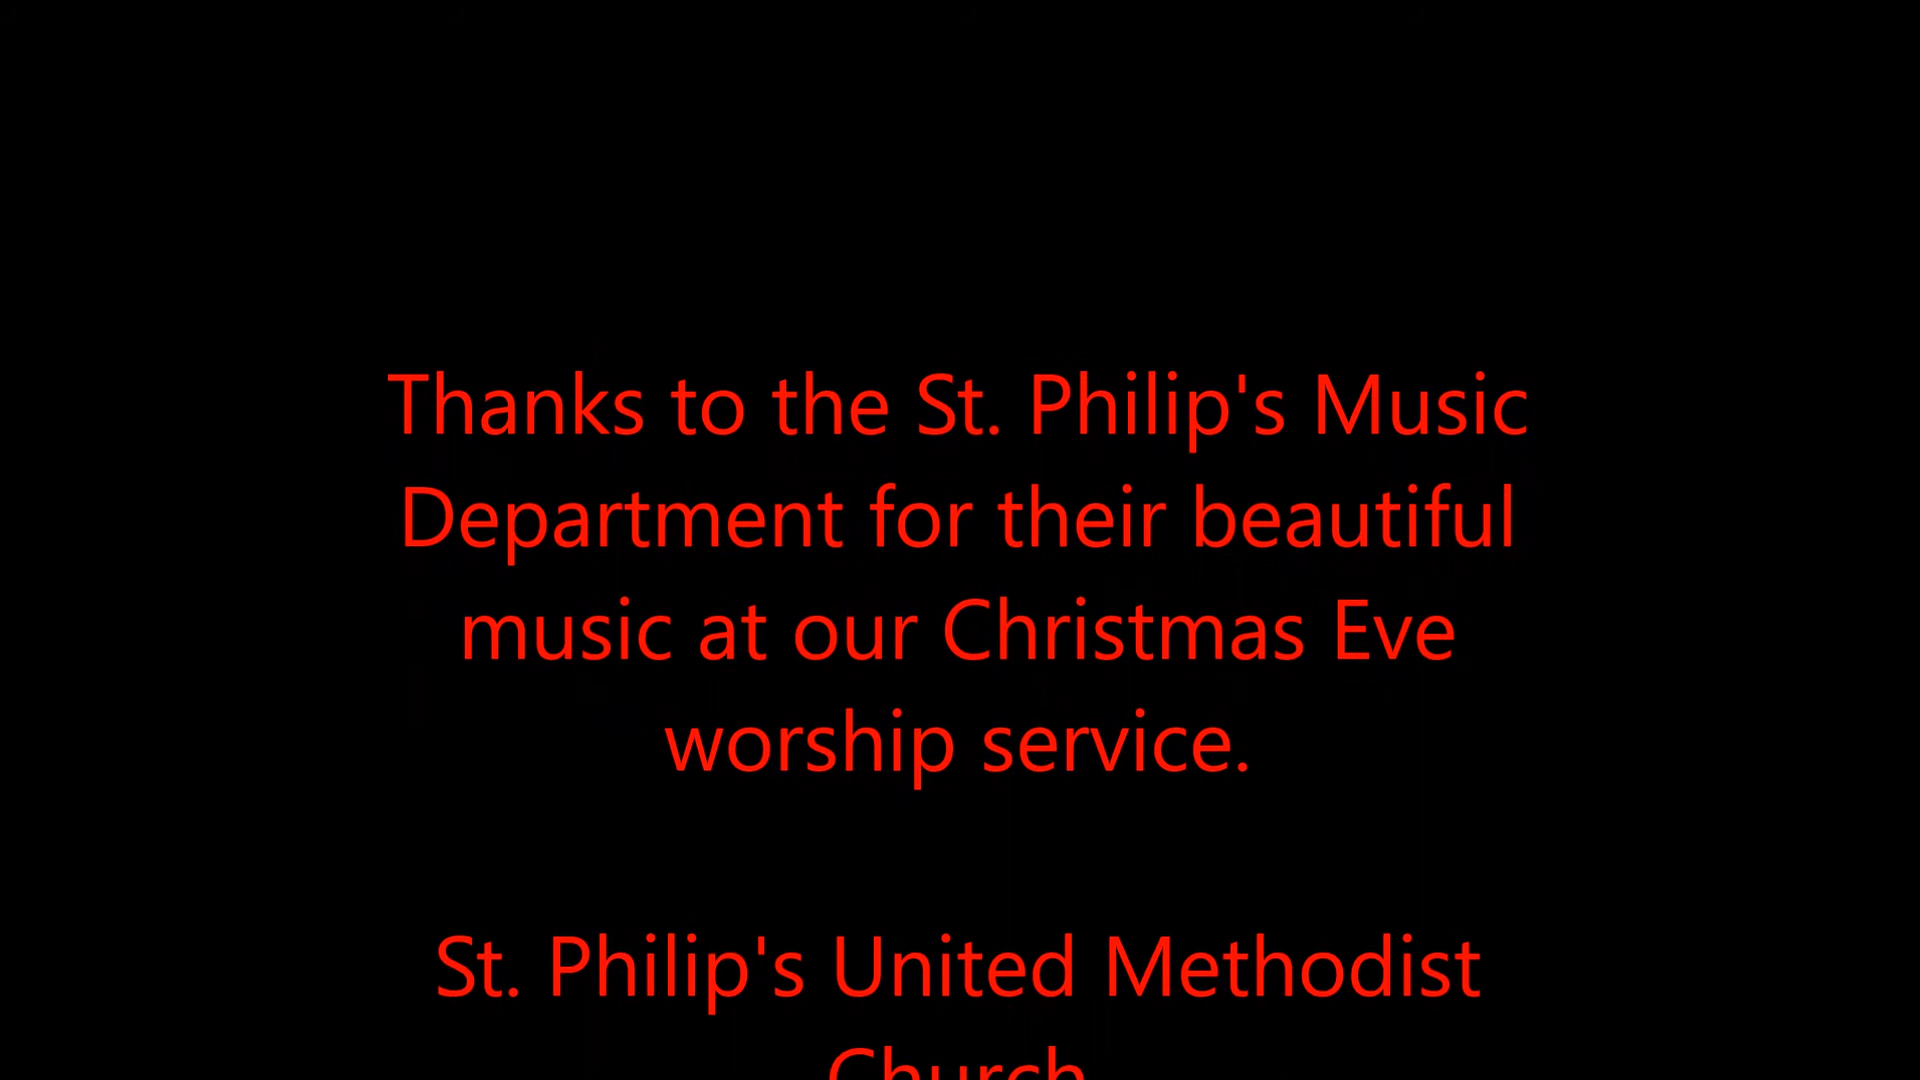 Thanks to the St. Philip's Music
Department for their beautiful
music at our Christmas Eve
worship service.
St. Philip's United Methodist
Church